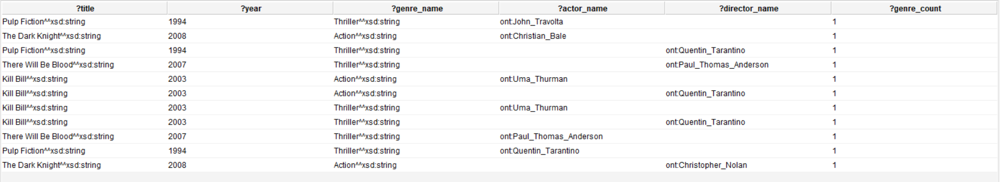 ?title ?year ?genre_name ?actor_name ?director_name ?genre_count
Pulp Fiction^^xsd:string 1994 Thriller^^xsd:string ont:John_Travolta 1
The Dark Knight^^xsd:string 2008 Action^^xsd:string ont:Christian_Bale 1
Pulp Fiction^^xsd:string 1994 Thriller^^xsd:string ont:Quentin_Tarantino 1
There Will Be Blood^^xsd:string 2007 Thriller^^xsd:string ont:Paul_Thomas_Anderson 1
Kill Bill^^xsd:string 2003 Action^^xsd:string ont:Uma_Thurman 1
Kill Bill^^xsd:string 2003 Action^^xsd:string ont:Quentin_Tarantino 1
Kill Bill^^xsd:string 2003 Thriller^^xsd:string ont:Uma_Thurman 1
Kill Bill^^xsd:string 2003 Thriller^^xsd:string ont:Quentin_Tarantino 1
There Will Be Blood^^xsd:string 2007 Thriller^^xsd:string ont:Paul_Thomas_Anderson 1
Pulp Fiction^^xsd:string 1994 Thriller^^xsd:string ont:Quentin_Tarantino 1
The Dark Knight^^xsd:string 2008 Action^^xsd:string ont:Christopher_Nolan 1